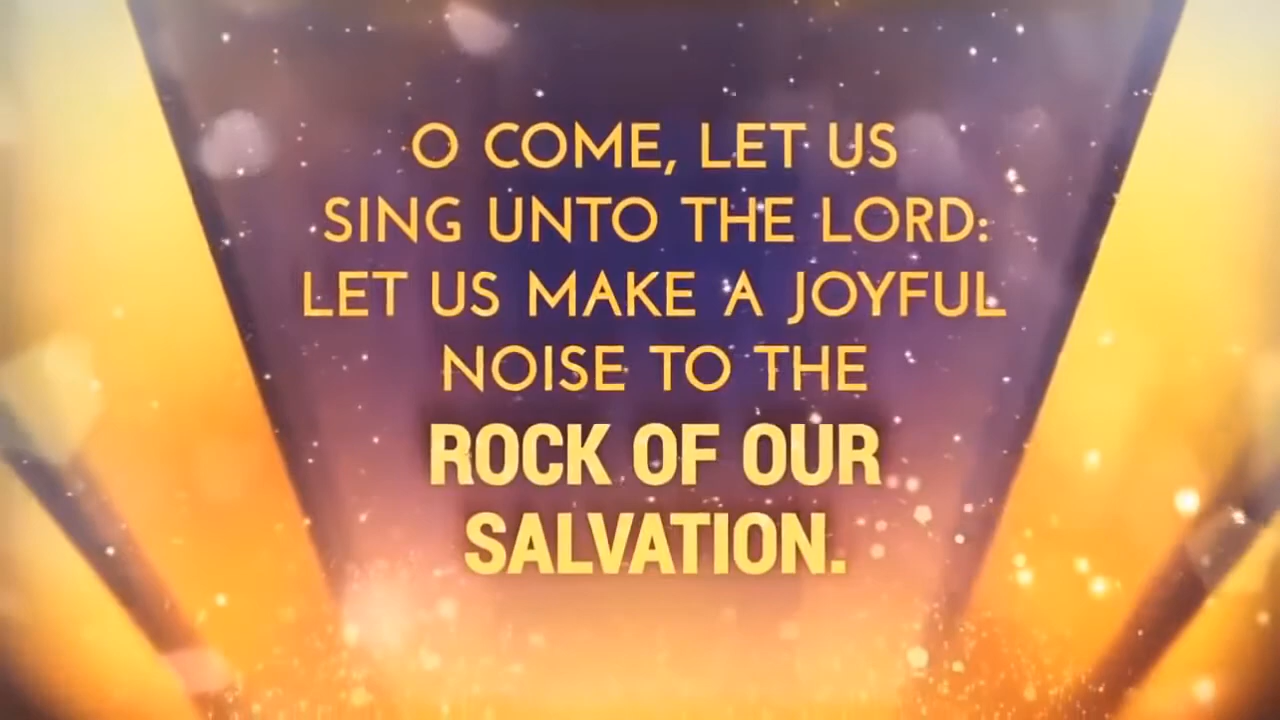 O COME, LET US
SING UNTO THE LORD:
LET US MAKE A JOYFUL
NOISE TO THE
ROCK OF OUR
SALVATION.